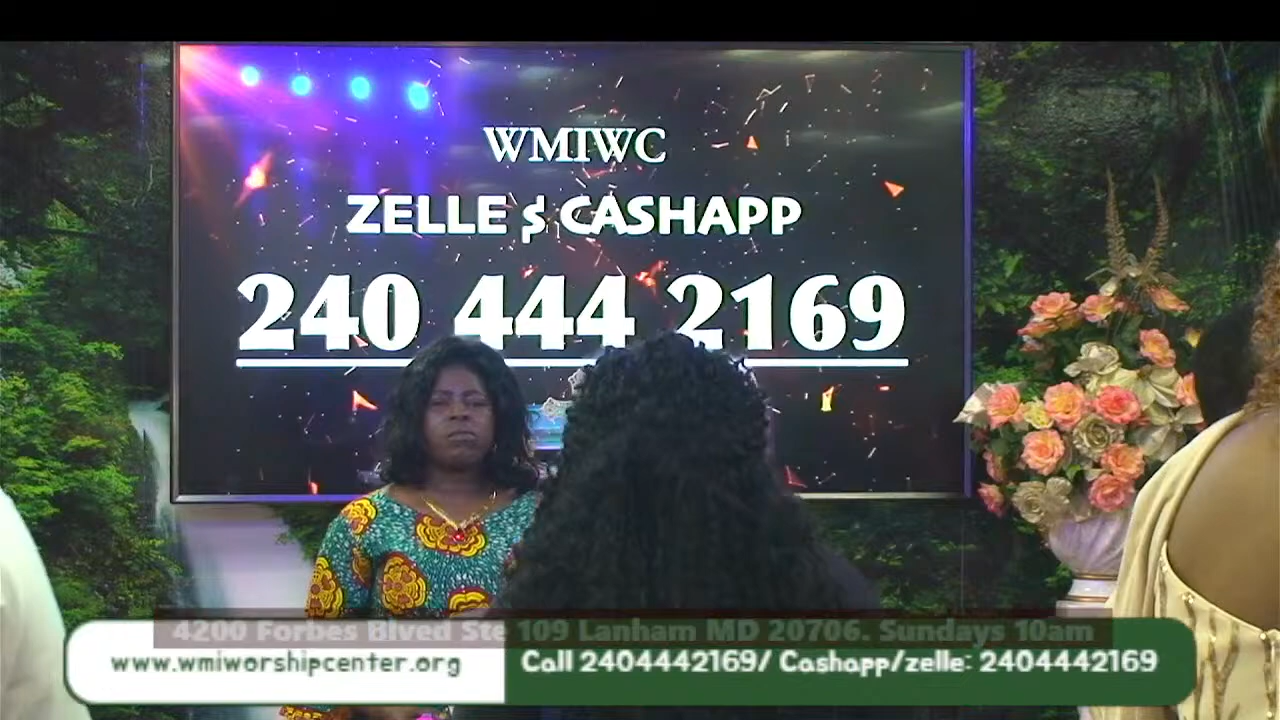 WMIWC
ZELLE $ CASHAPP
240 444 2169
4200 Forbes Blved Ste 109 Lanham MD 20706. Sundays 10am
www.wmiworshipcenter.org
Call 2404442169/ Cashapp/zelle: 2404442169